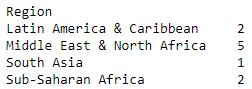 Region
Latin America & Caribbean     2
Middle East & North Africa    5
South Asia                    1
Sub-Saharan Africa            2